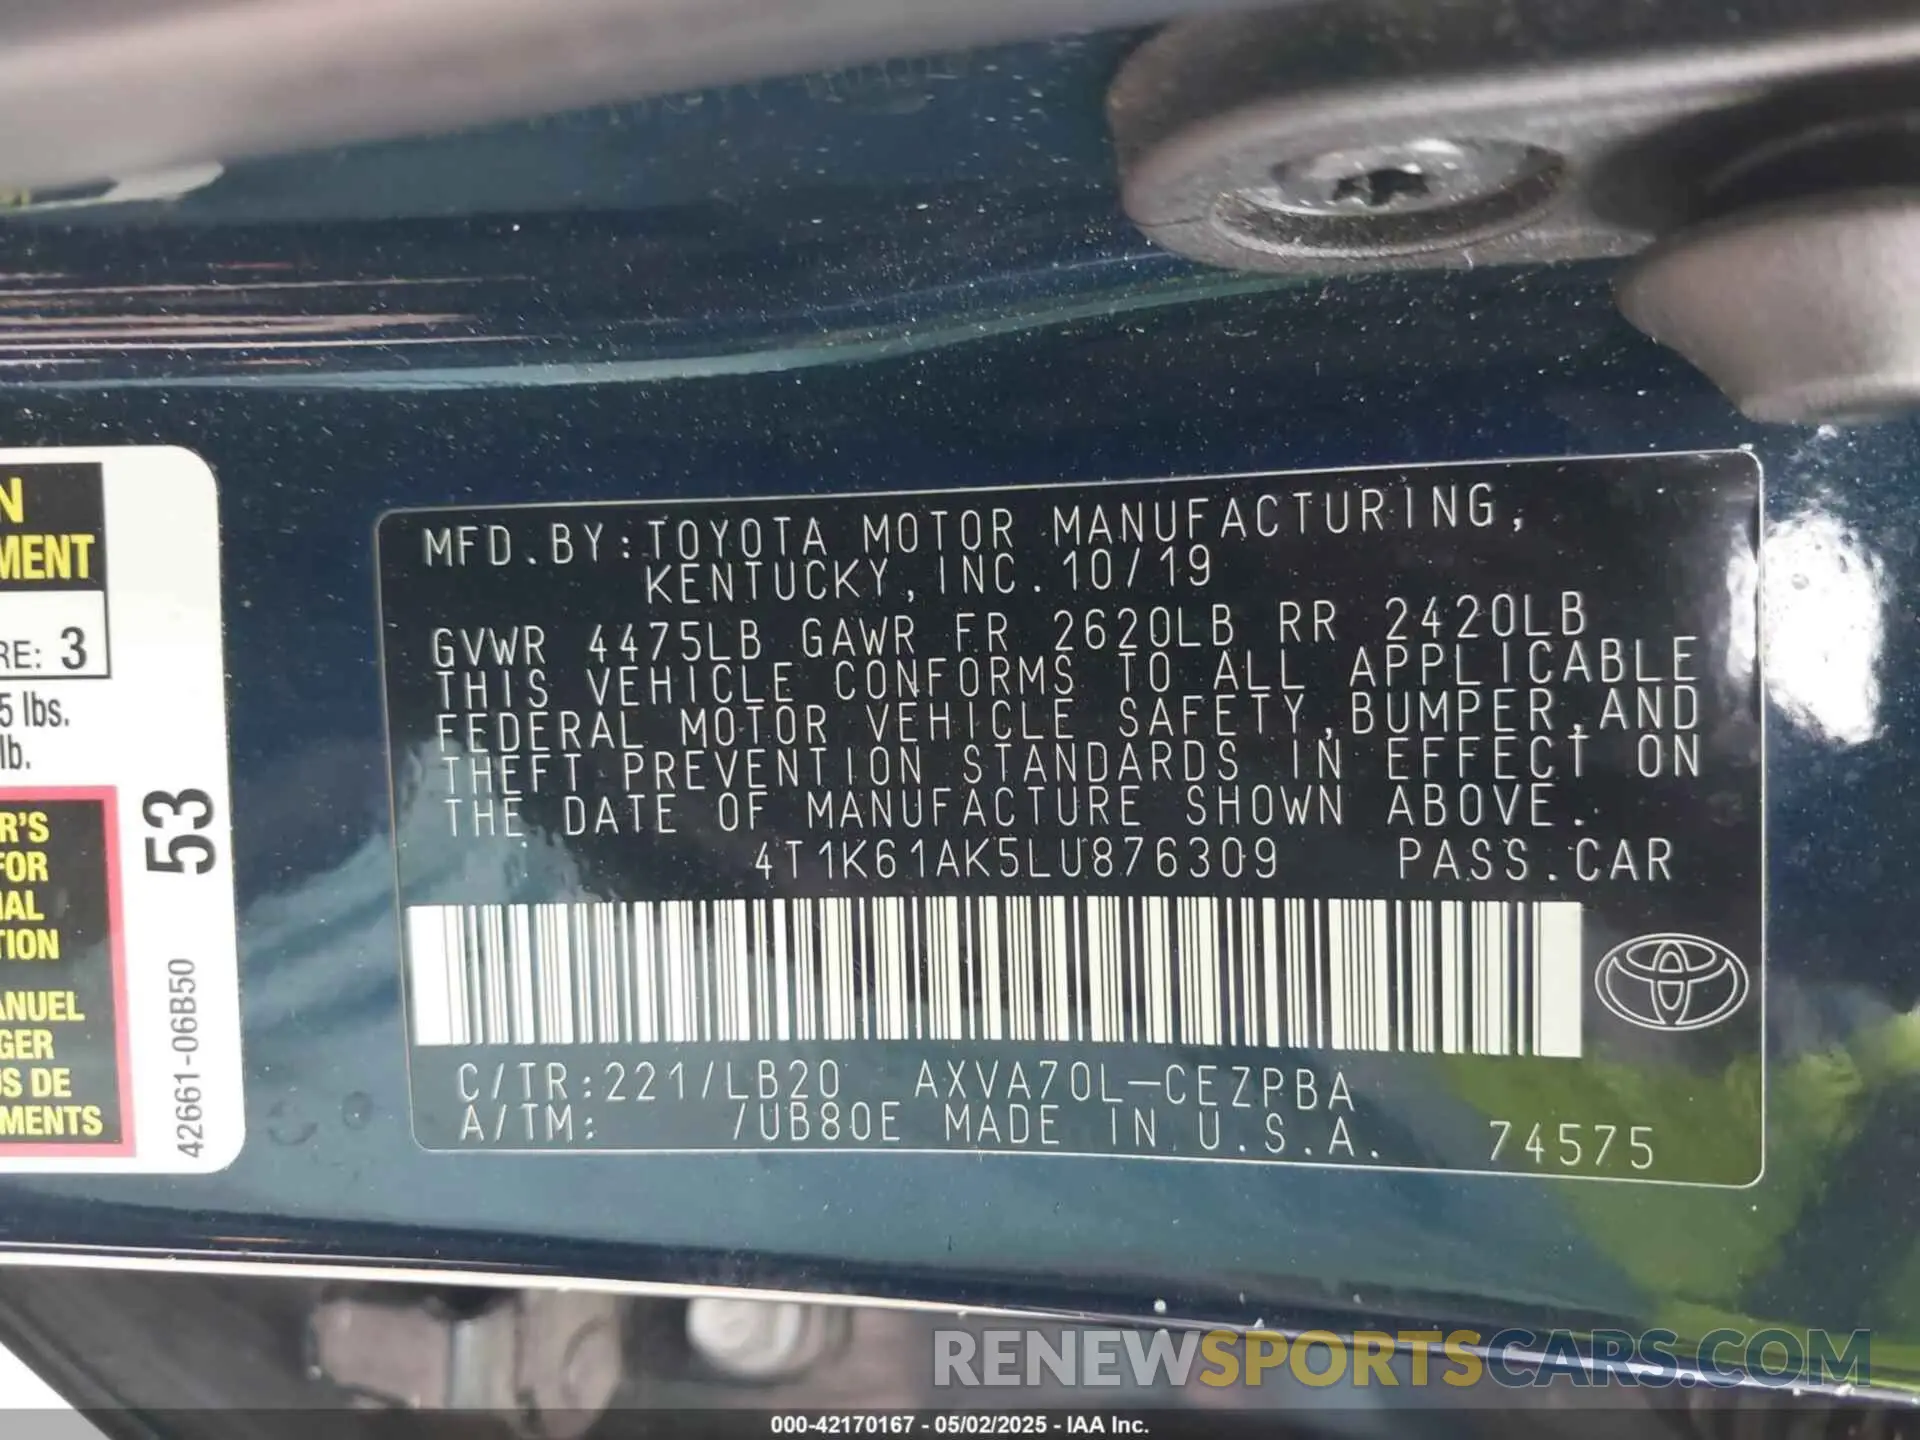 N
MENT
RE: 3
5 lbs.
lb.
R'S
FOR
IAL
TION
ANUEL
GER
US DE
MENTS
53
42661-06B50
MFD.BY:TOYOTA MOTOR MANUFACTURING,
KENTUCKY,INC.10/19
GVWR 4475LB GAWR FR 2620LB RR 2420LB
THIS VEHICLE CONFORMS TO ALL APPLICABLE
FEDERAL MOTOR VEHICLE SAFETY,BUMPER,AND
THEFT PREVENTION STANDARDS IN EFFECT ON
THE DATE OF MANUFACTURE SHOWN ABOVE.
4T1K61AK5LU876309 PASS.CAR
C/TR:221/LB20 AXVA70L-CEZPBA
A/TM: /UB80E MADE IN U.S.A. 74575
RENEWSPORTSCARS.COM
000-42170167 - 05/02/2025 - IAA Inc.